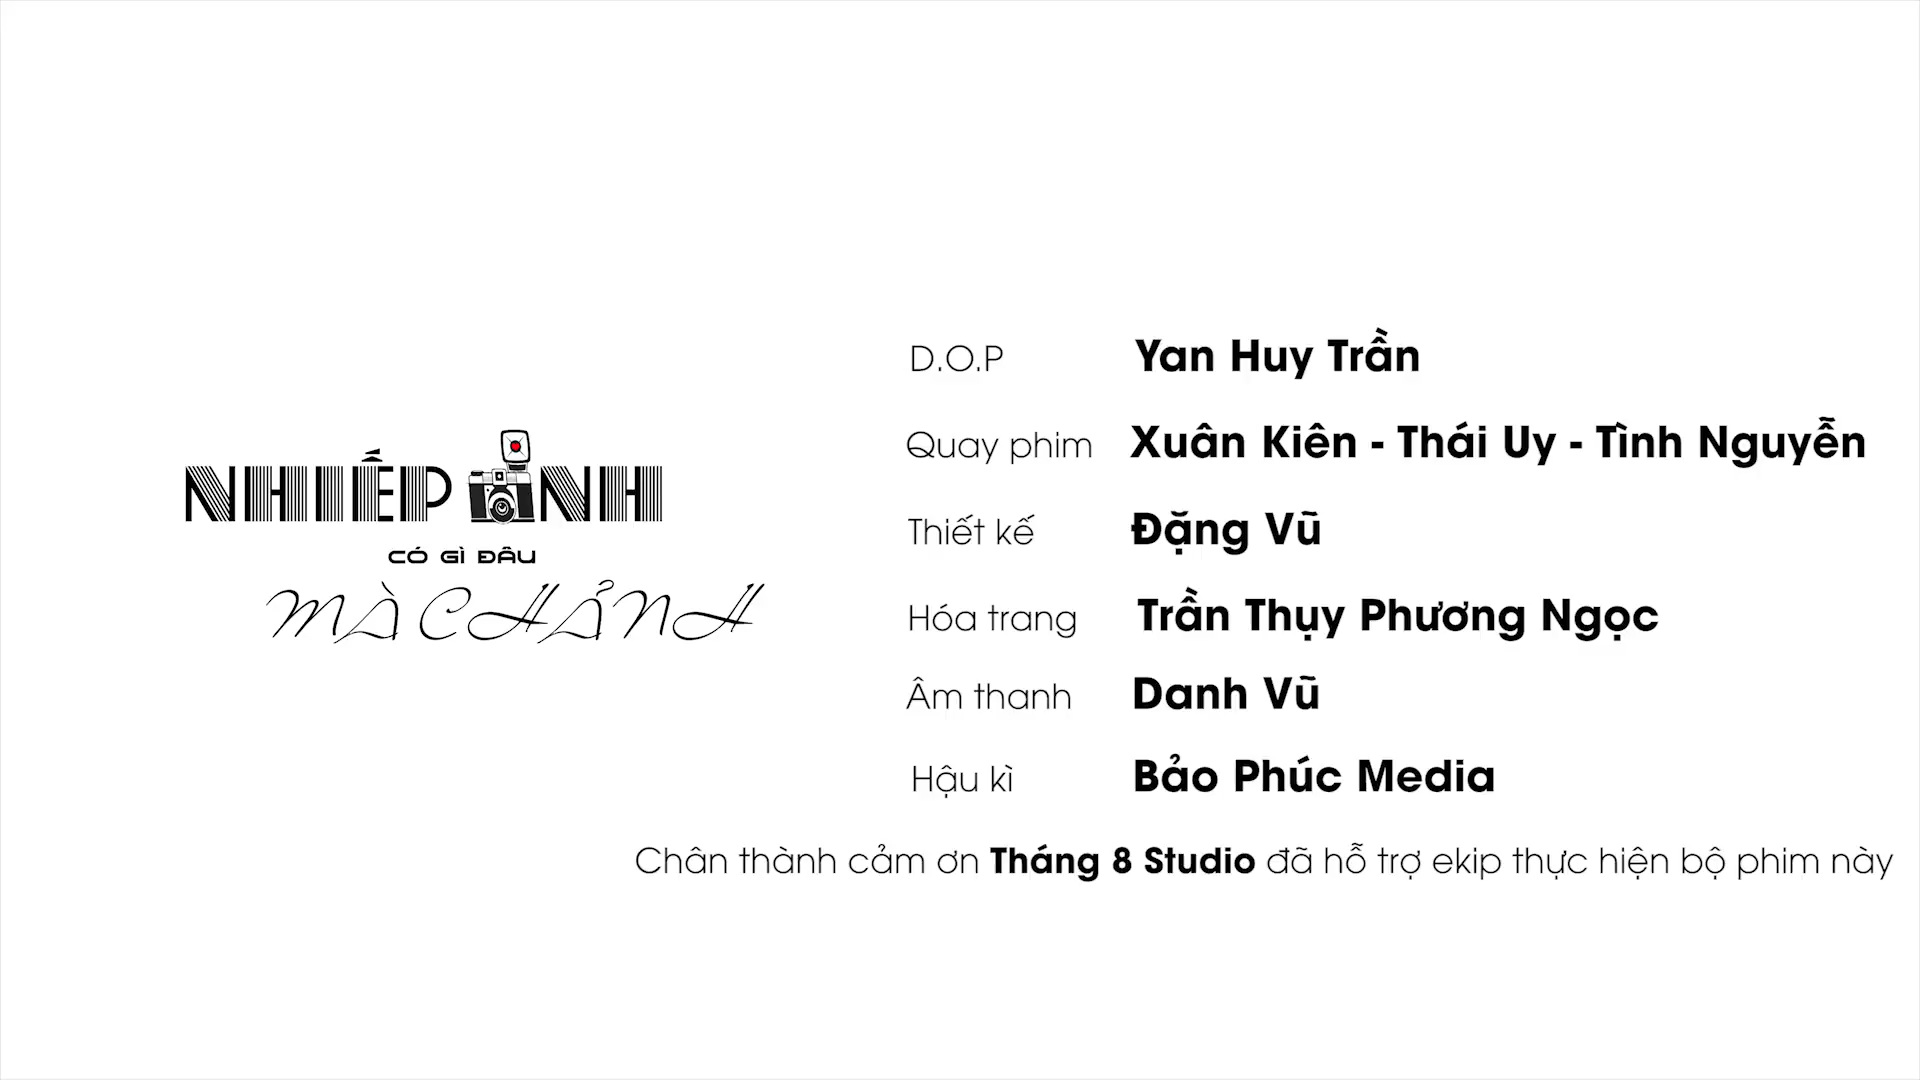 NHIẾP ẢNH
CÓ GÌ ĐÂU
MÀ CHẢNH
D.O.P Yan Huy Trần
Quay phim Xuân Kiên - Thái Uy - Tình Nguyễn
Thiết kế Đặng Vũ
Hóa trang Trần Thụy Phương Ngọc
Âm thanh Danh Vũ
Hậu kì Bảo Phúc Media
Chân thành cảm ơn Tháng 8 Studio đã hỗ trợ ekip thực hiện bộ phim này